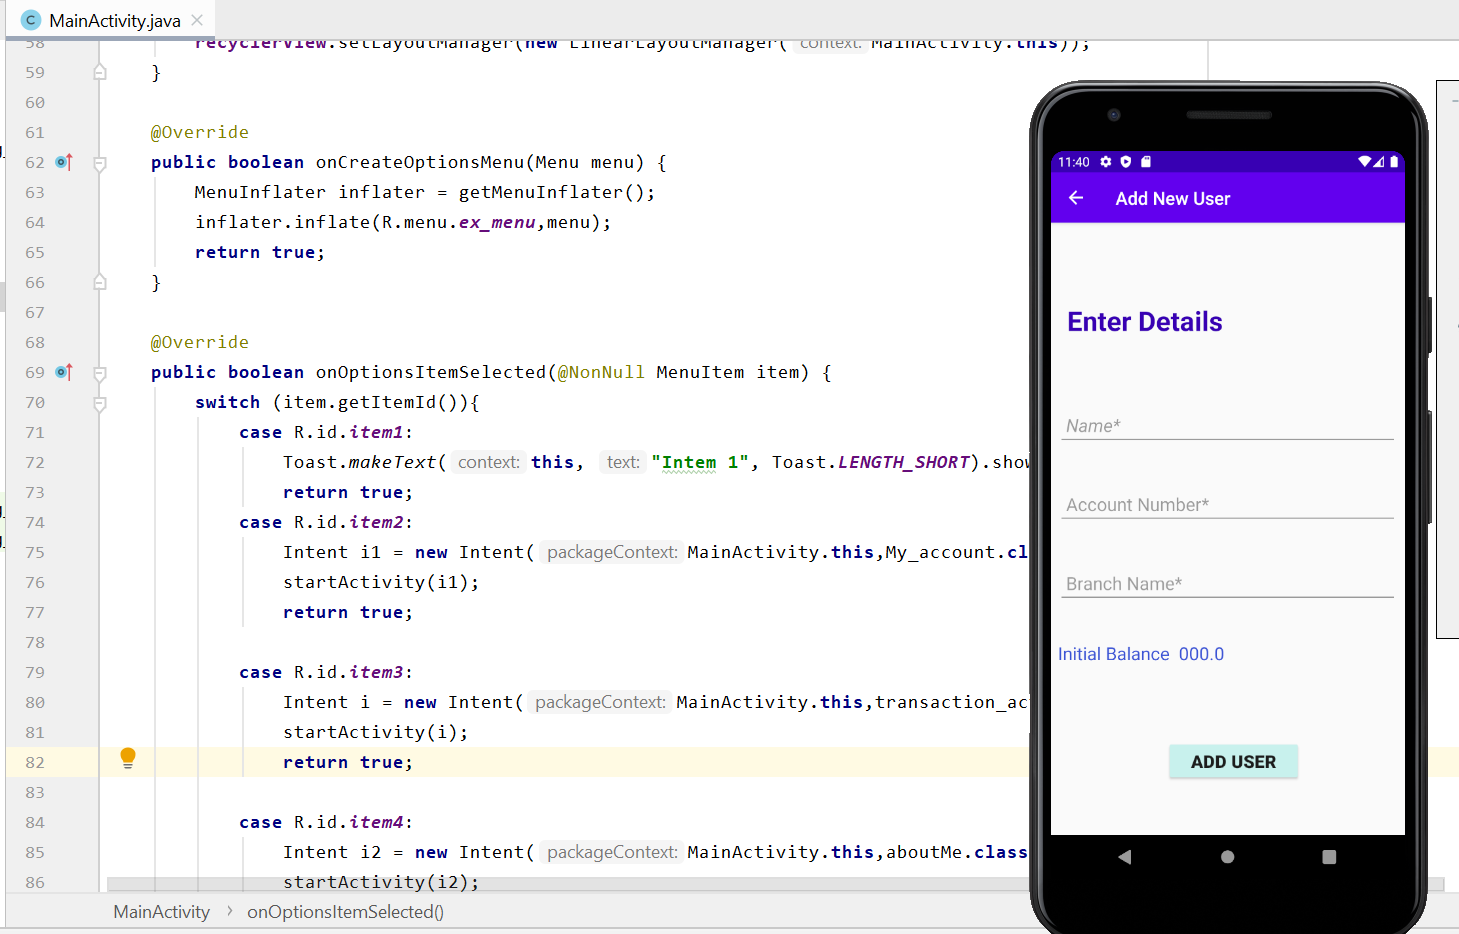 MainActivity.java
58 recyclerView.setLayoutManager(new LinearLayoutManager( context: MainActivity.this));
59 }
60
61 @Override
62 public boolean onCreateOptionsMenu(Menu menu) {
63 MenuInflater inflater = getMenuInflater();
64 inflater.inflate(R.menu.ex_menu,menu);
65 return true;
66 }
67
68 @Override
69 public boolean onOptionsItemSelected(@NonNull MenuItem item) {
70 switch (item.getItemId()){
71 case R.id.item1:
72 Toast.makeText( context: this, text: "Intem 1", Toast.LENGTH_SHORT).show
73 return true;
74 case R.id.item2:
75 Intent i1 = new Intent( packageContext: MainActivity.this,My_account.cl
76 startActivity(i1);
77 return true;
78
79 case R.id.item3:
80 Intent i = new Intent( packageContext: MainActivity.this,transaction_ac
81 startActivity(i);
82 return true;
83
84 case R.id.item4:
85 Intent i2 = new Intent( packageContext: MainActivity.this,aboutMe.class
86 startActivity(i2);
MainActivity › onOptionsItemSelected()
11:40
Add New User
Enter Details
Name*
Account Number*
Branch Name*
Initial Balance 000.0
ADD USER